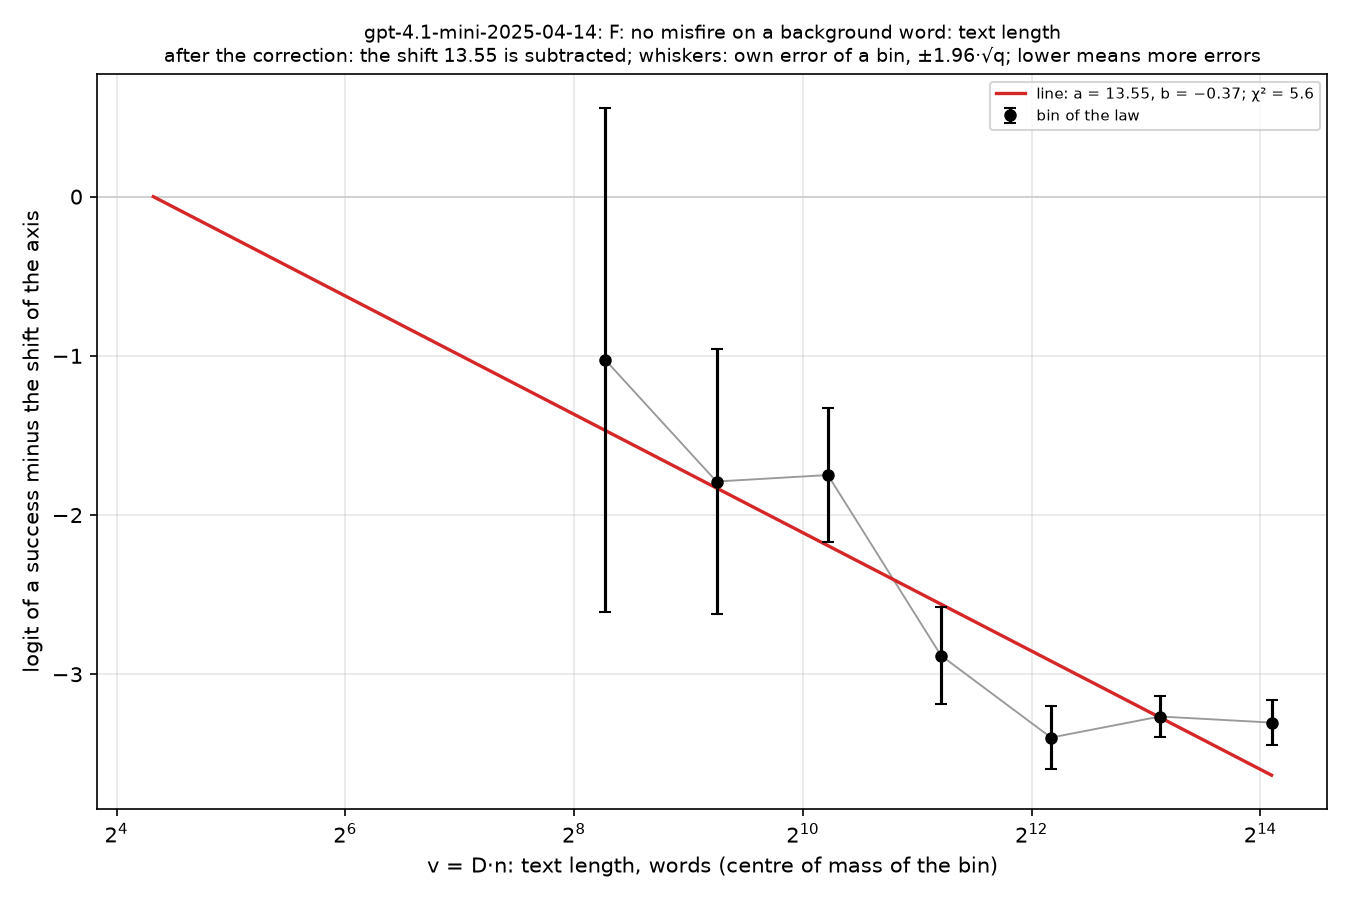 gpt-4.1-mini-2025-04-14: F: no misfire on a background word: text length
after the correction: the shift 13.55 is subtracted; whiskers: own error of a bin, ±1.96·√q; lower means more errors
line: a = 13.55, b = −0.37; χ² = 5.6
bin of the law
logit of a success minus the shift of the axis
0
−1
−2
−3
2⁴
2⁶
2⁸
2¹⁰
2¹²
2¹⁴
v = D·n: text length, words (centre of mass of the bin)